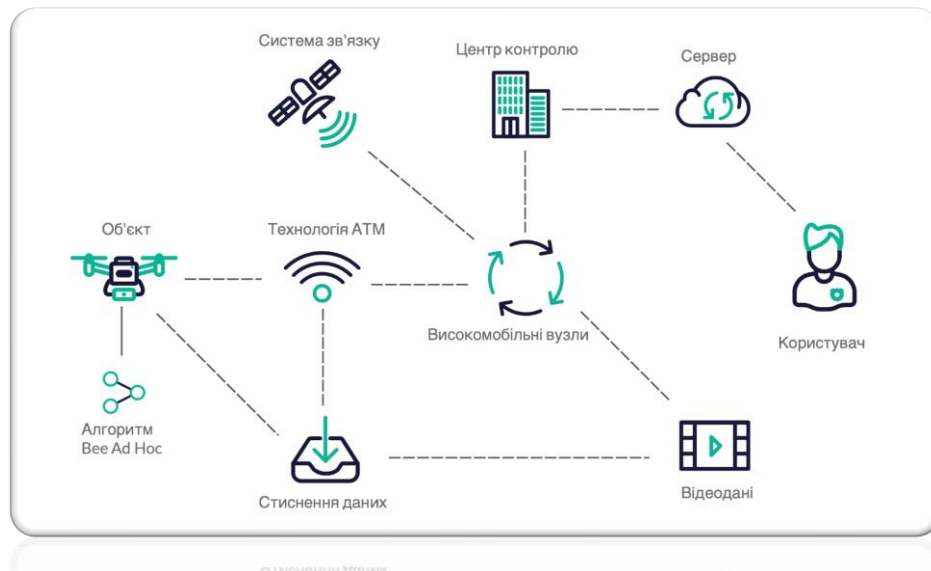 Система зв'язку
Центр контролю
Сервер
Об'єкт
Технологія АТМ
Високомобільні вузли
Користувач
Алгоритм
Bee Ad Hoc
Стиснення даних
Відеодані